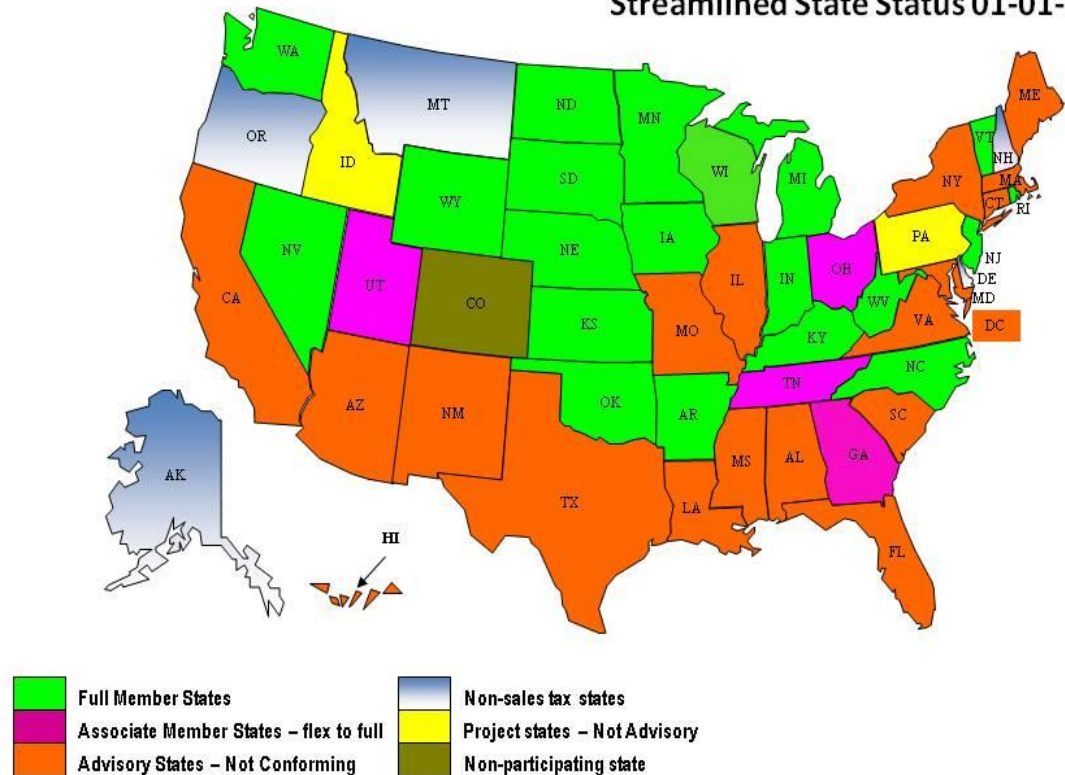 Streamlined State Status 01-01-
WA
MT
ND
MN
ME
OR
ID
SD
WI
MI
VT
NH
NY
MA
CT
RI
WY
IA
PA
NE
NV
UT
CO
IL
IN
OH
NJ
DE
MD
WV
VA
DC
CA
KS
MO
KY
NC
TN
AZ
NM
OK
AR
SC
MS
AL
GA
AK
TX
LA
HI
FL
Full Member States
Non-sales tax states
Associate Member States – flex to full
Project states – Not Advisory
Advisory States – Not Conforming
Non-participating state